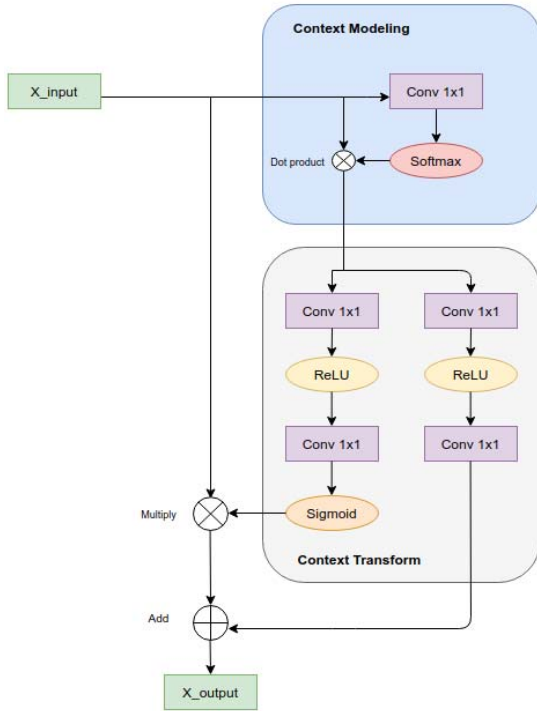 Context Modeling
X_input
Conv 1x1
Dot product
Softmax
Conv 1x1
Conv 1x1
ReLU
ReLU
Conv 1x1
Conv 1x1
Multiply
Sigmoid
Context Transform
Add
X_output